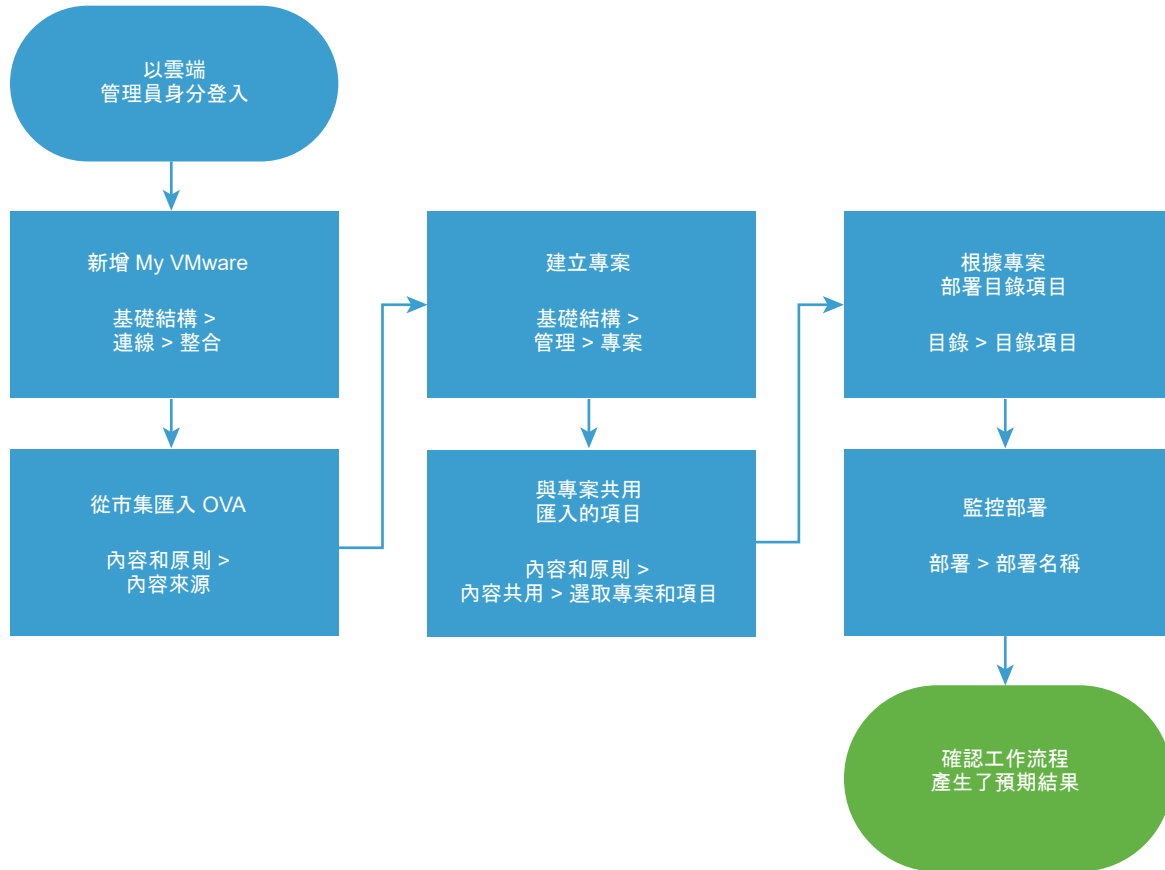 以雲端
管理員身分登入
新增 My VMware
基礎結構 >
連線 > 整合
從市集匯入 OVA
內容和原則 >
內容來源
建立專案
基礎結構 >
管理 > 專案
與專案共用
匯入的項目
內容和原則 >
內容共用 > 選取專案和項目
根據專案
部署目錄項目
目錄 > 目錄項目
監控部署
部署 > 部署名稱
確認工作流程
產生了預期結果